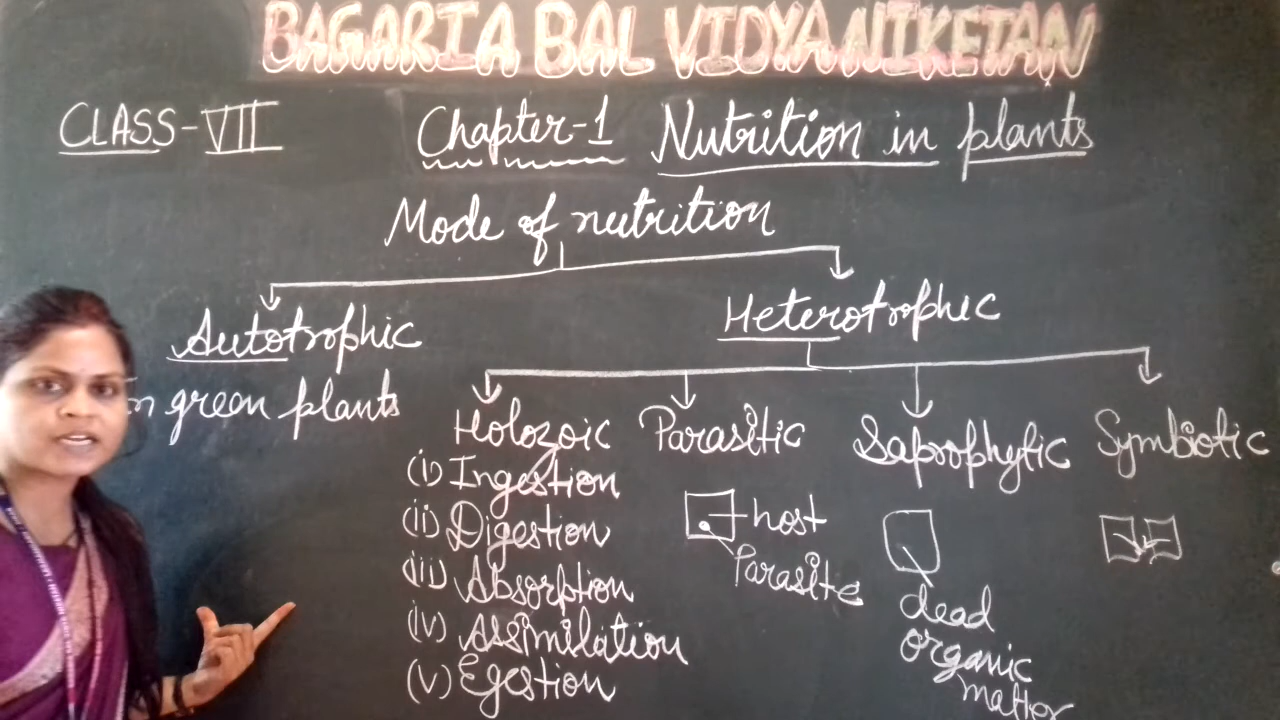 BAGARIA BAL VIDYA NIKETAN
CLASS-VII
Chapter-1 Nutrition in plants
Mode of nutrition
Autotrophic
in green plants
Heterotrophic
Holozoic
(i) Ingestion
(ii) Digestion
(iii) Absorption
(iv) Assimilation
(v) Egestion
Parasitic
host
Parasite
Saprophytic
dead
organic
matter
Symbiotic